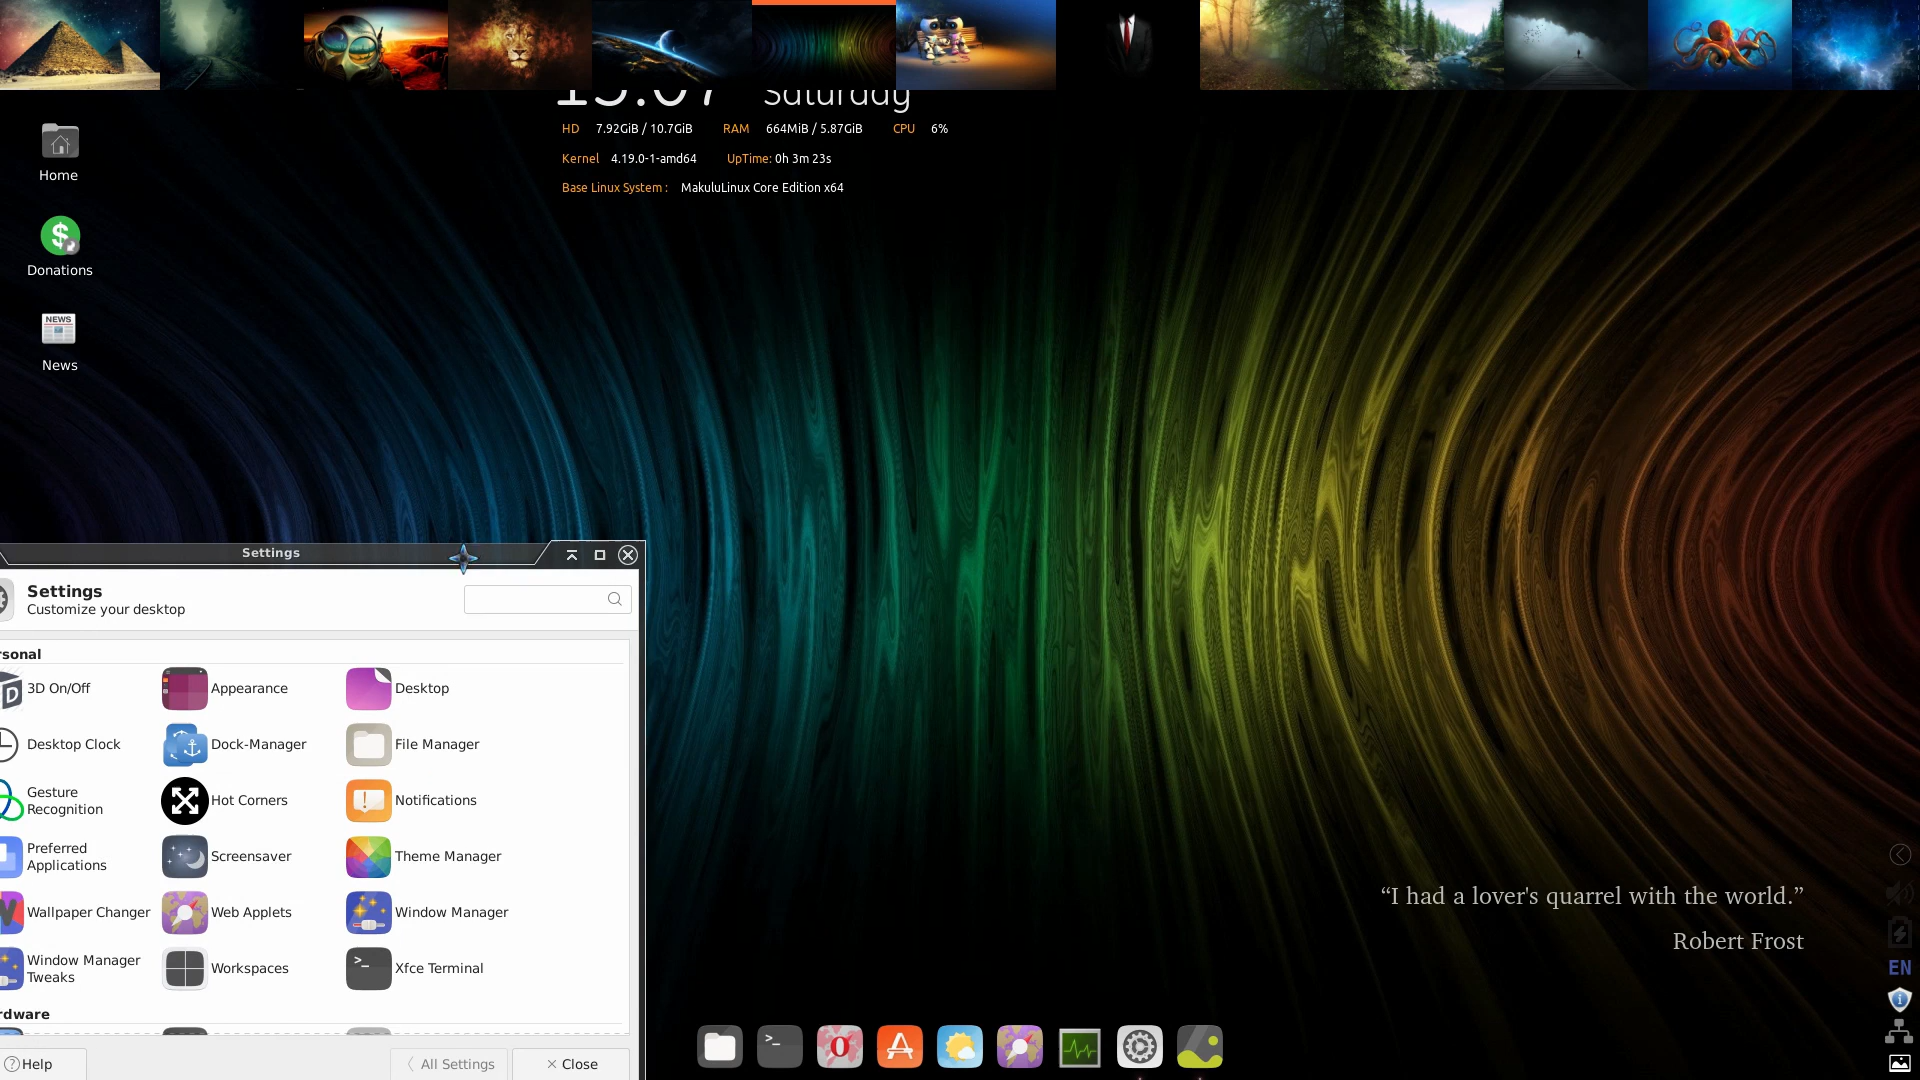 Saturday
HD 7.92GiB / 10.7GiB RAM 664MiB / 5.87GiB CPU 6%
Kernel 4.19.0-1-amd64 UpTime: 0h 3m 23s
Base Linux System : MakuluLinux Core Edition x64
Home
Donations
NEWS
News
Settings
Settings
Customize your desktop
3D On/Off
Appearance
Desktop
Desktop Clock
Dock-Manager
File Manager
Gesture
Recognition
Hot Corners
Notifications
Preferred
Applications
Screensaver
Theme Manager
Wallpaper Changer
Web Applets
Window Manager
Window Manager
Tweaks
Workspaces
Xfce Terminal
Help
All Settings
Close
“I had a lover's quarrel with the world.”
Robert Frost
EN